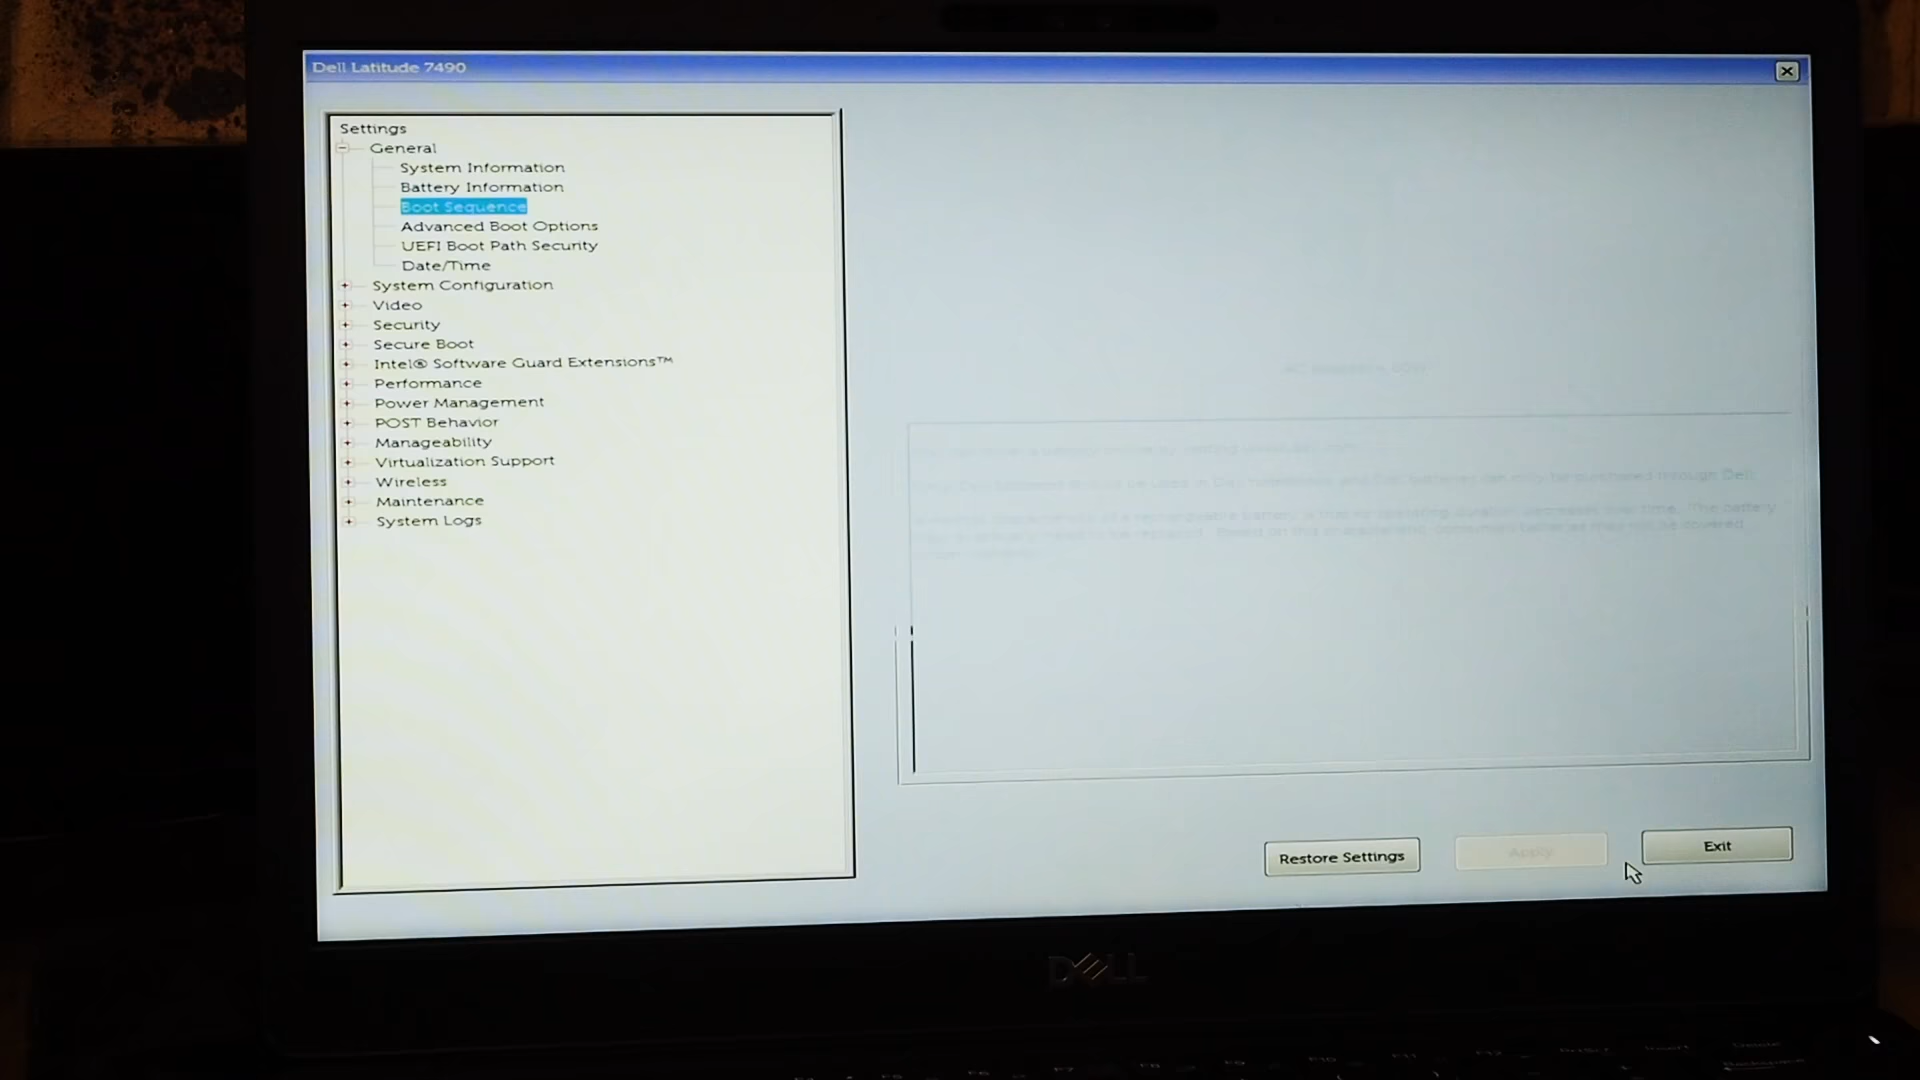 Dell Latitude 7490
Settings
General
System Information
Battery Information
Boot Sequence
Advanced Boot Options
UEFI Boot Path Security
Date/Time
System Configuration
Video
Security
Secure Boot
Intel® Software Guard Extensions™
Performance
Power Management
POST Behavior
Manageability
Virtualization Support
Wireless
Maintenance
System Logs
Restore Settings
Apply
Exit
DELL